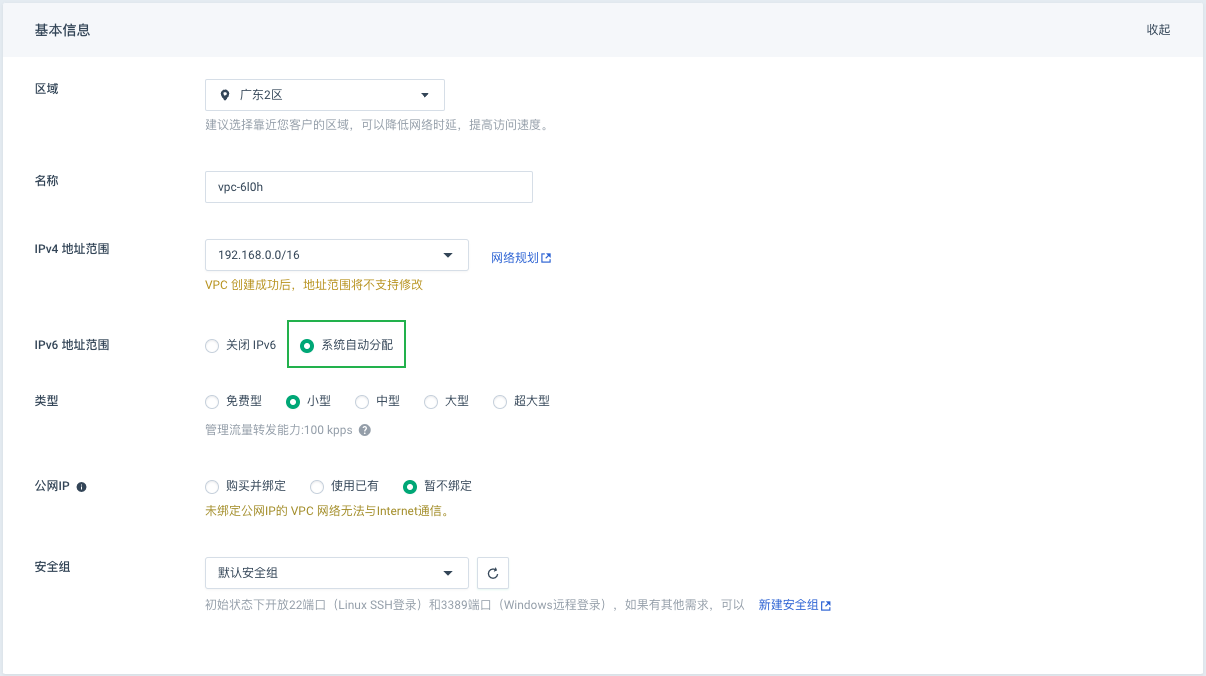 基本信息 收起
区域 广东2区
建议选择靠近您客户的区域，可以降低网络时延，提高访问速度。
名称 vpc-6l0h
IPv4 地址范围 192.168.0.0/16 网络规划
VPC 创建成功后，地址范围将不支持修改
IPv6 地址范围 关闭 IPv6 系统自动分配
类型 免费型 小型 中型 大型 超大型
管理流量转发能力:100 kpps
公网IP 购买并绑定 使用已有 暂不绑定
未绑定公网IP的 VPC 网络无法与Internet通信。
安全组 默认安全组
初始状态下开放22端口（Linux SSH登录）和3389端口（Windows远程登录），如果有其他需求，可以 新建安全组